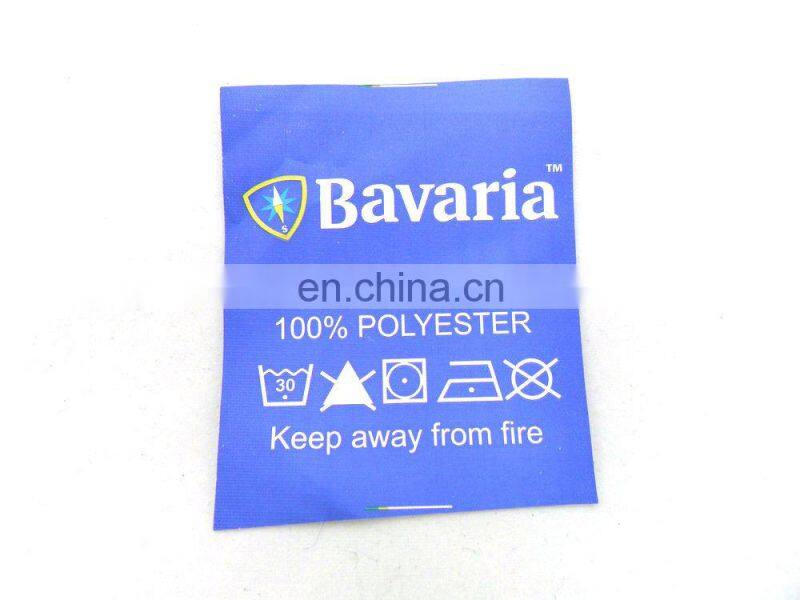 Bavaria™
S
en.china.cn
100% POLYESTER
30
Keep away from fire